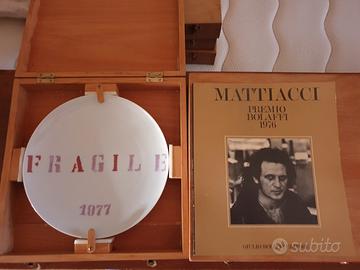 FRAGILE
1977
MATTIACCI
PREMIO
BOLAFFI
1976
subito